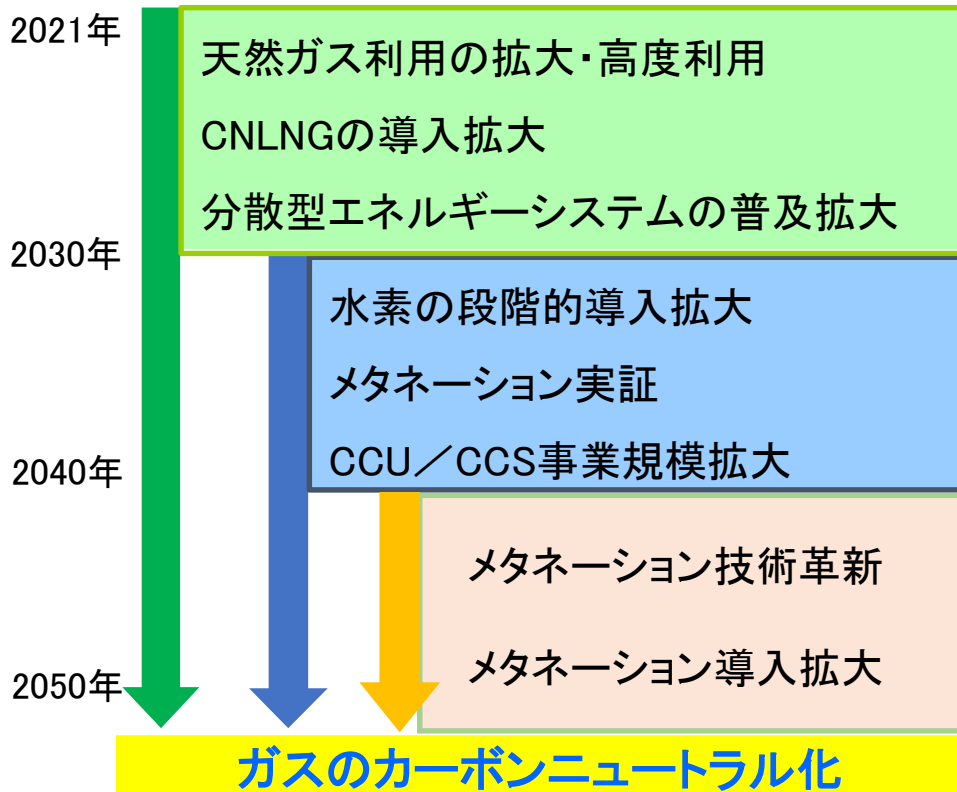 2021年
天然ガス利用の拡大・高度利用
CNLNGの導入拡大
分散型エネルギーシステムの普及拡大
2030年
水素の段階的導入拡大
メタネーション実証
CCU／CCS事業規模拡大
2040年
メタネーション技術革新
メタネーション導入拡大
2050年
ガスのカーボンニュートラル化